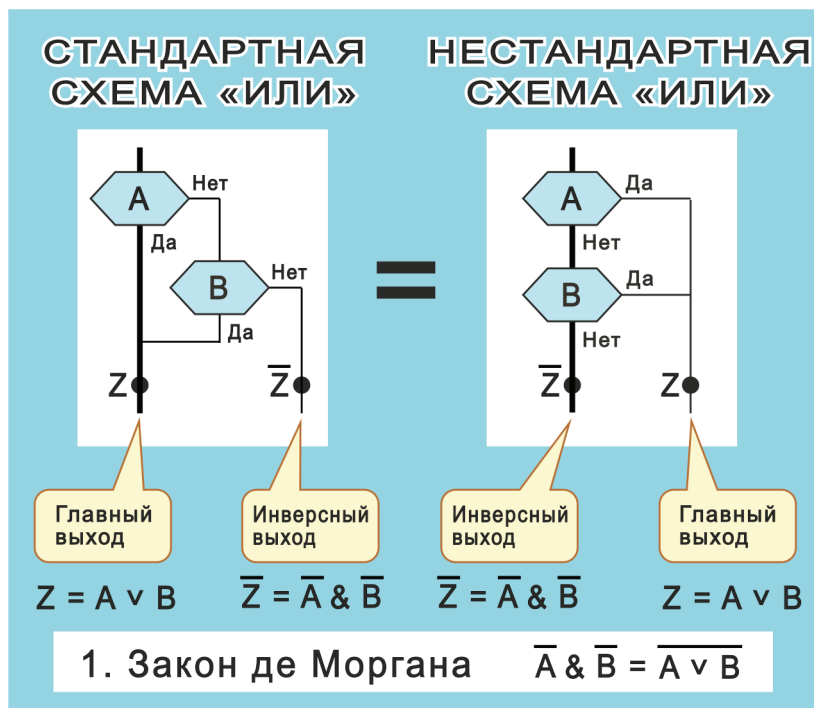 СТАНДАРТНАЯ
СХЕМА «ИЛИ»
A
Нет
Да
B
Нет
Да
Z
Z̅
Главный
выход
Инверсный
выход
Z = A ˅ B
Z̅ = A̅ & B̅
=
НЕСТАНДАРТНАЯ
СХЕМА «ИЛИ»
A
Да
Нет
B
Да
Нет
Z̅
Z
Инверсный
выход
Главный
выход
Z̅ = A̅ & B̅
Z = A ˅ B
1. Закон де Моргана A̅ & B̅ = A̅ ̅˅̅ ̅B̅